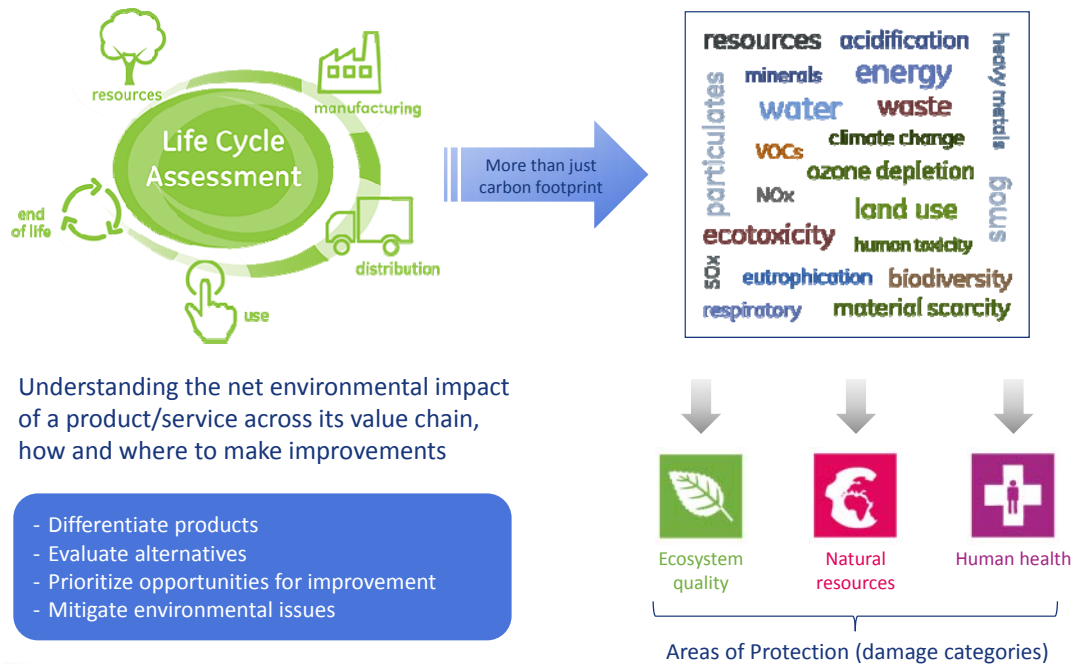 resources
manufacturing
Life Cycle
Assessment
end
of life
distribution
use
More than just
carbon footprint
resources acidification
heavy metals
minerals energy
particulates
water waste
climate change
VOCs
ozone depletion
NOx
smog
land use
ecotoxicity human toxicity
SOx
eutrophication biodiversity
respiratory material scarcity
Understanding the net environmental impact
of a product/service across its value chain,
how and where to make improvements
- Differentiate products
- Evaluate alternatives
- Prioritize opportunities for improvement
- Mitigate environmental issues
Ecosystem
quality
Natural
resources
Human health
Areas of Protection (damage categories)